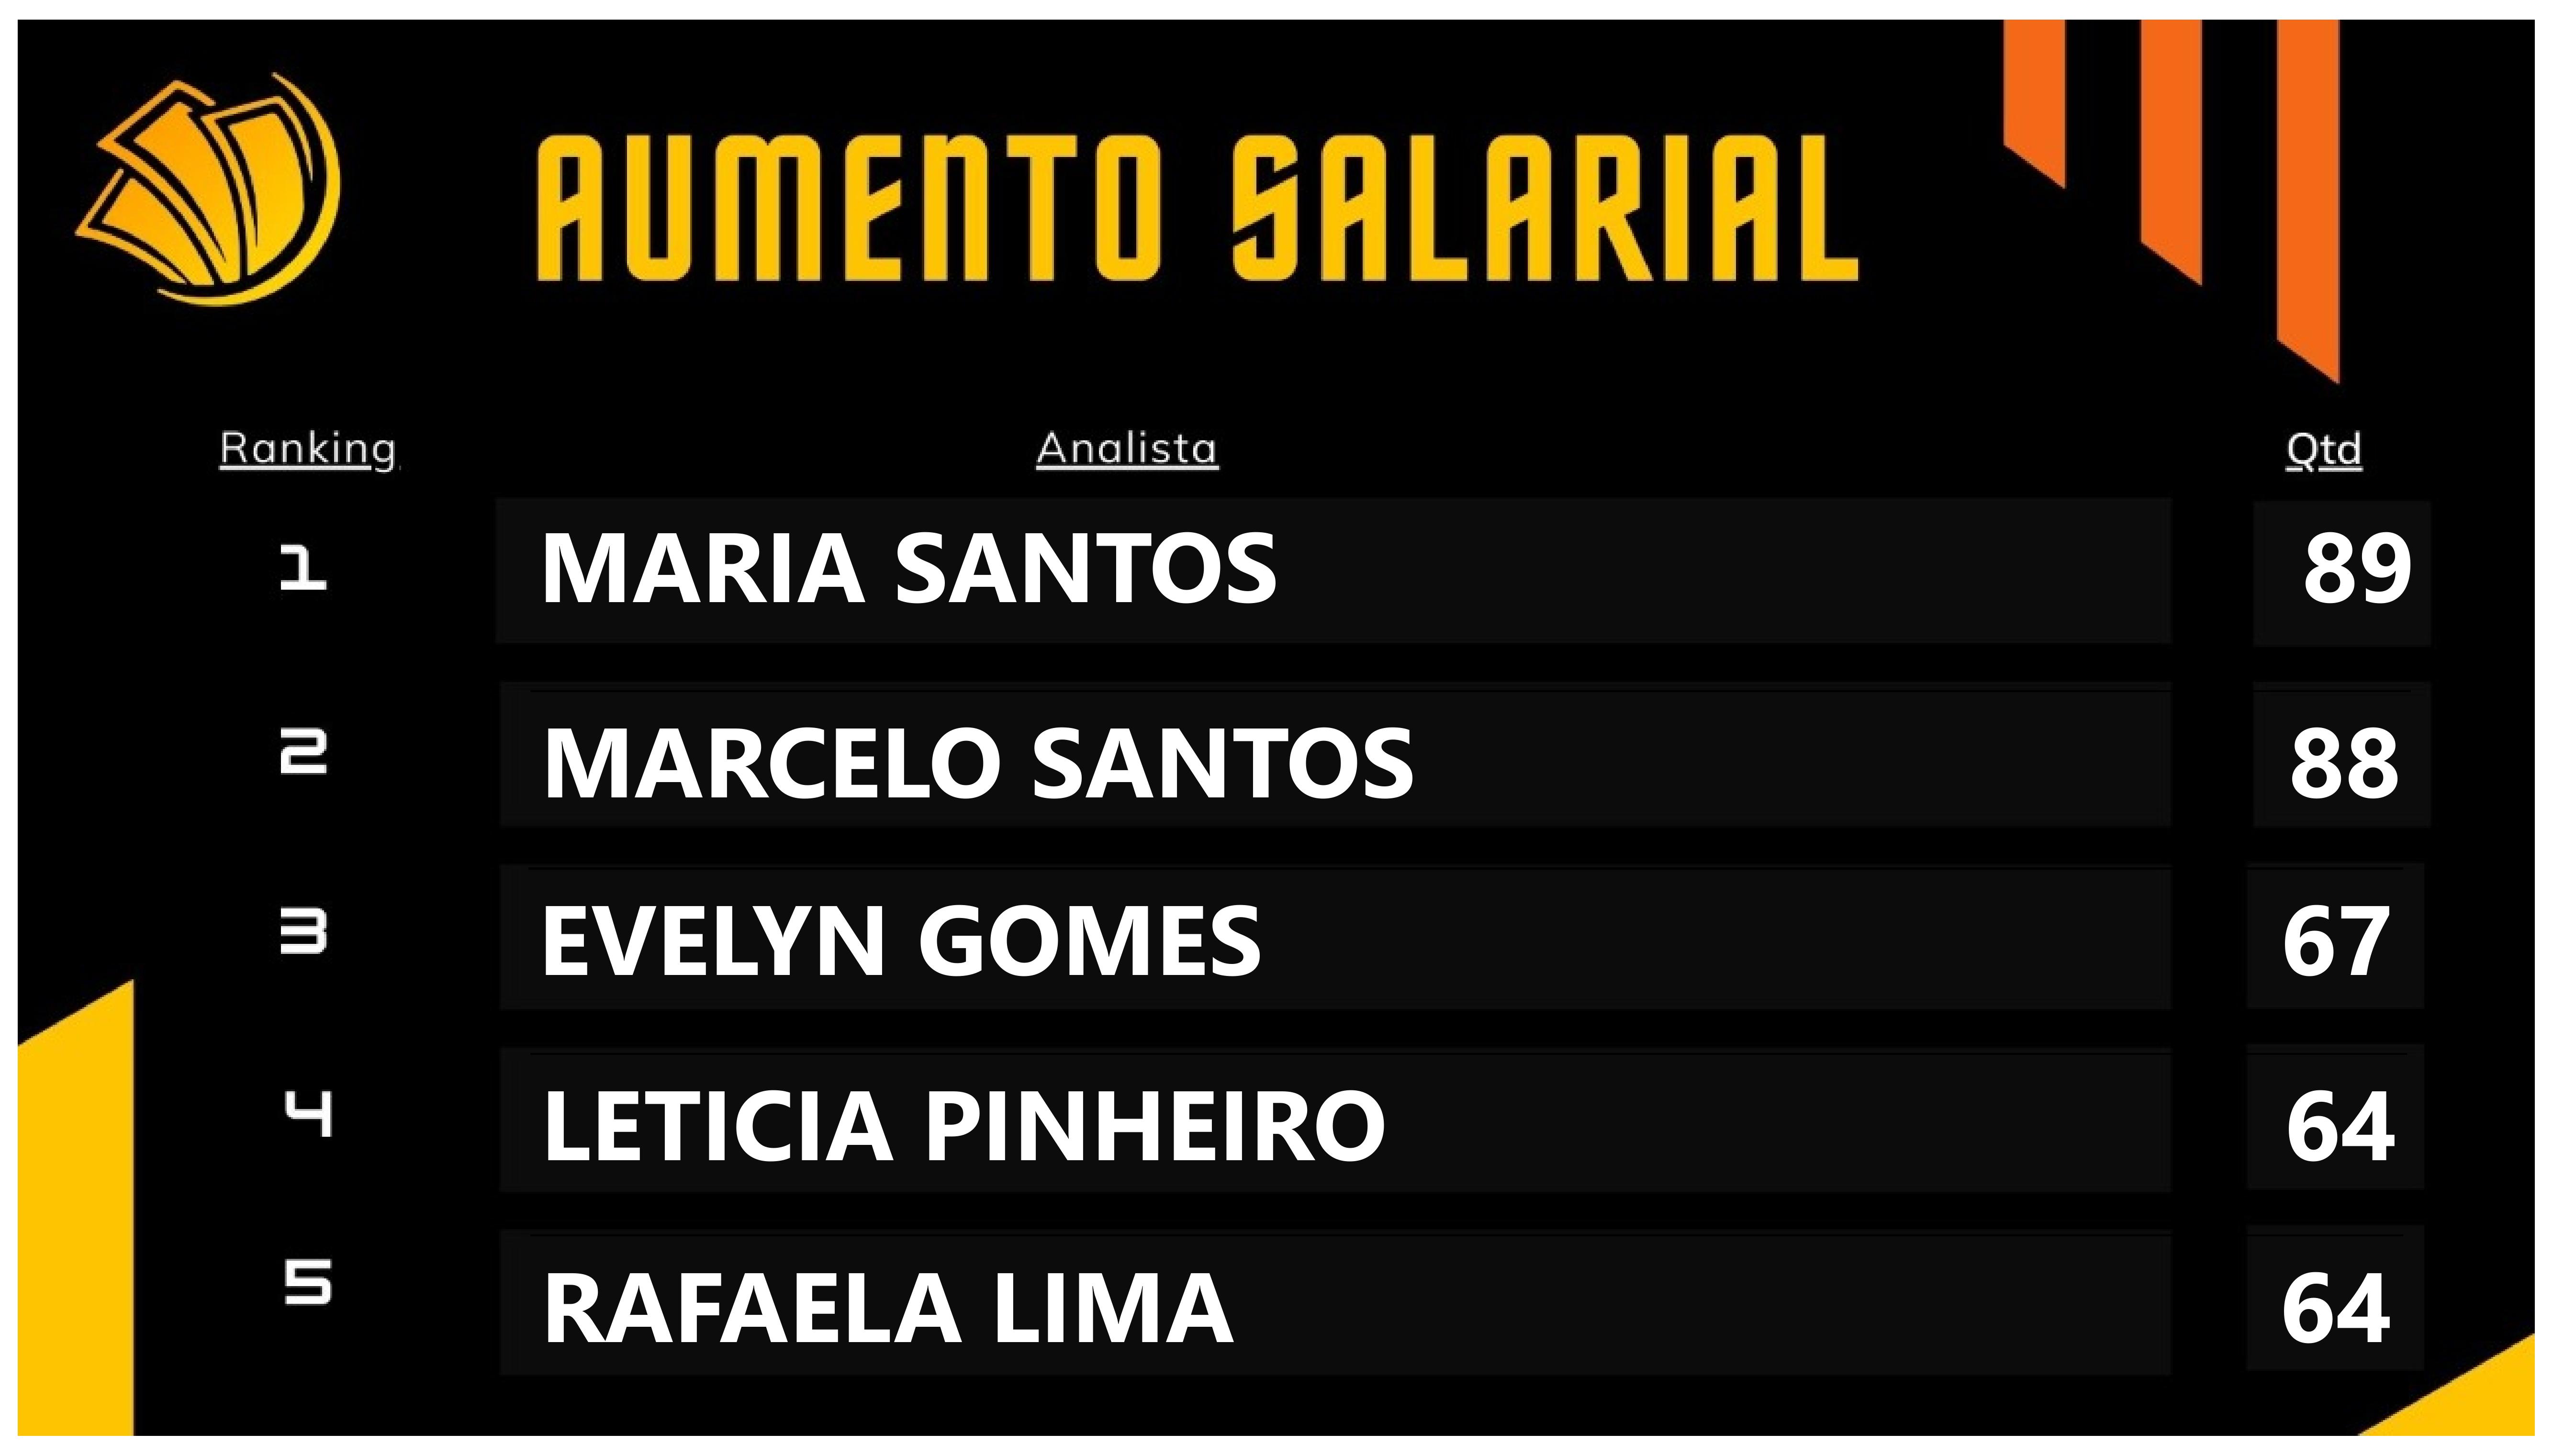 AUMENTO SALARIAL
Ranking Analista Qtd
1 MARIA SANTOS 89
2 MARCELO SANTOS 88
3 EVELYN GOMES 67
4 LETICIA PINHEIRO 64
5 RAFAELA LIMA 64